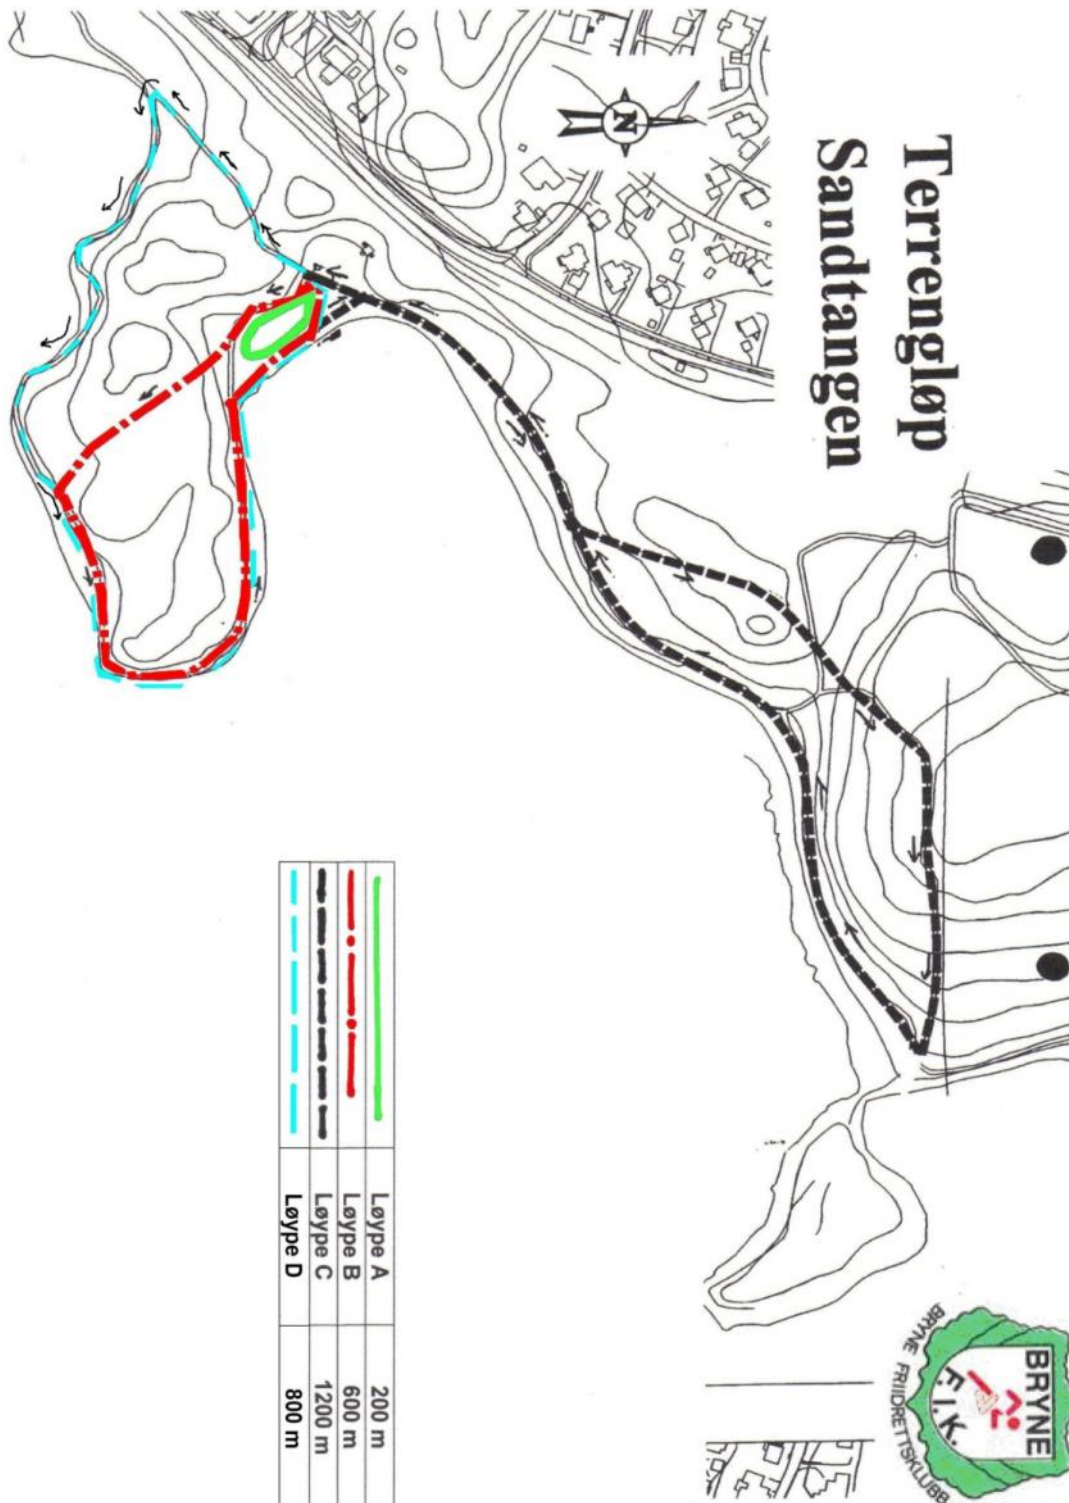 Terrengløp
Sandtangen
N
BRYNE
F.I.K.
BRYNE FRIIDRETTSKLUBB
Løype A 200 m
Løype B 600 m
Løype C 1200 m
Løype D 800 m